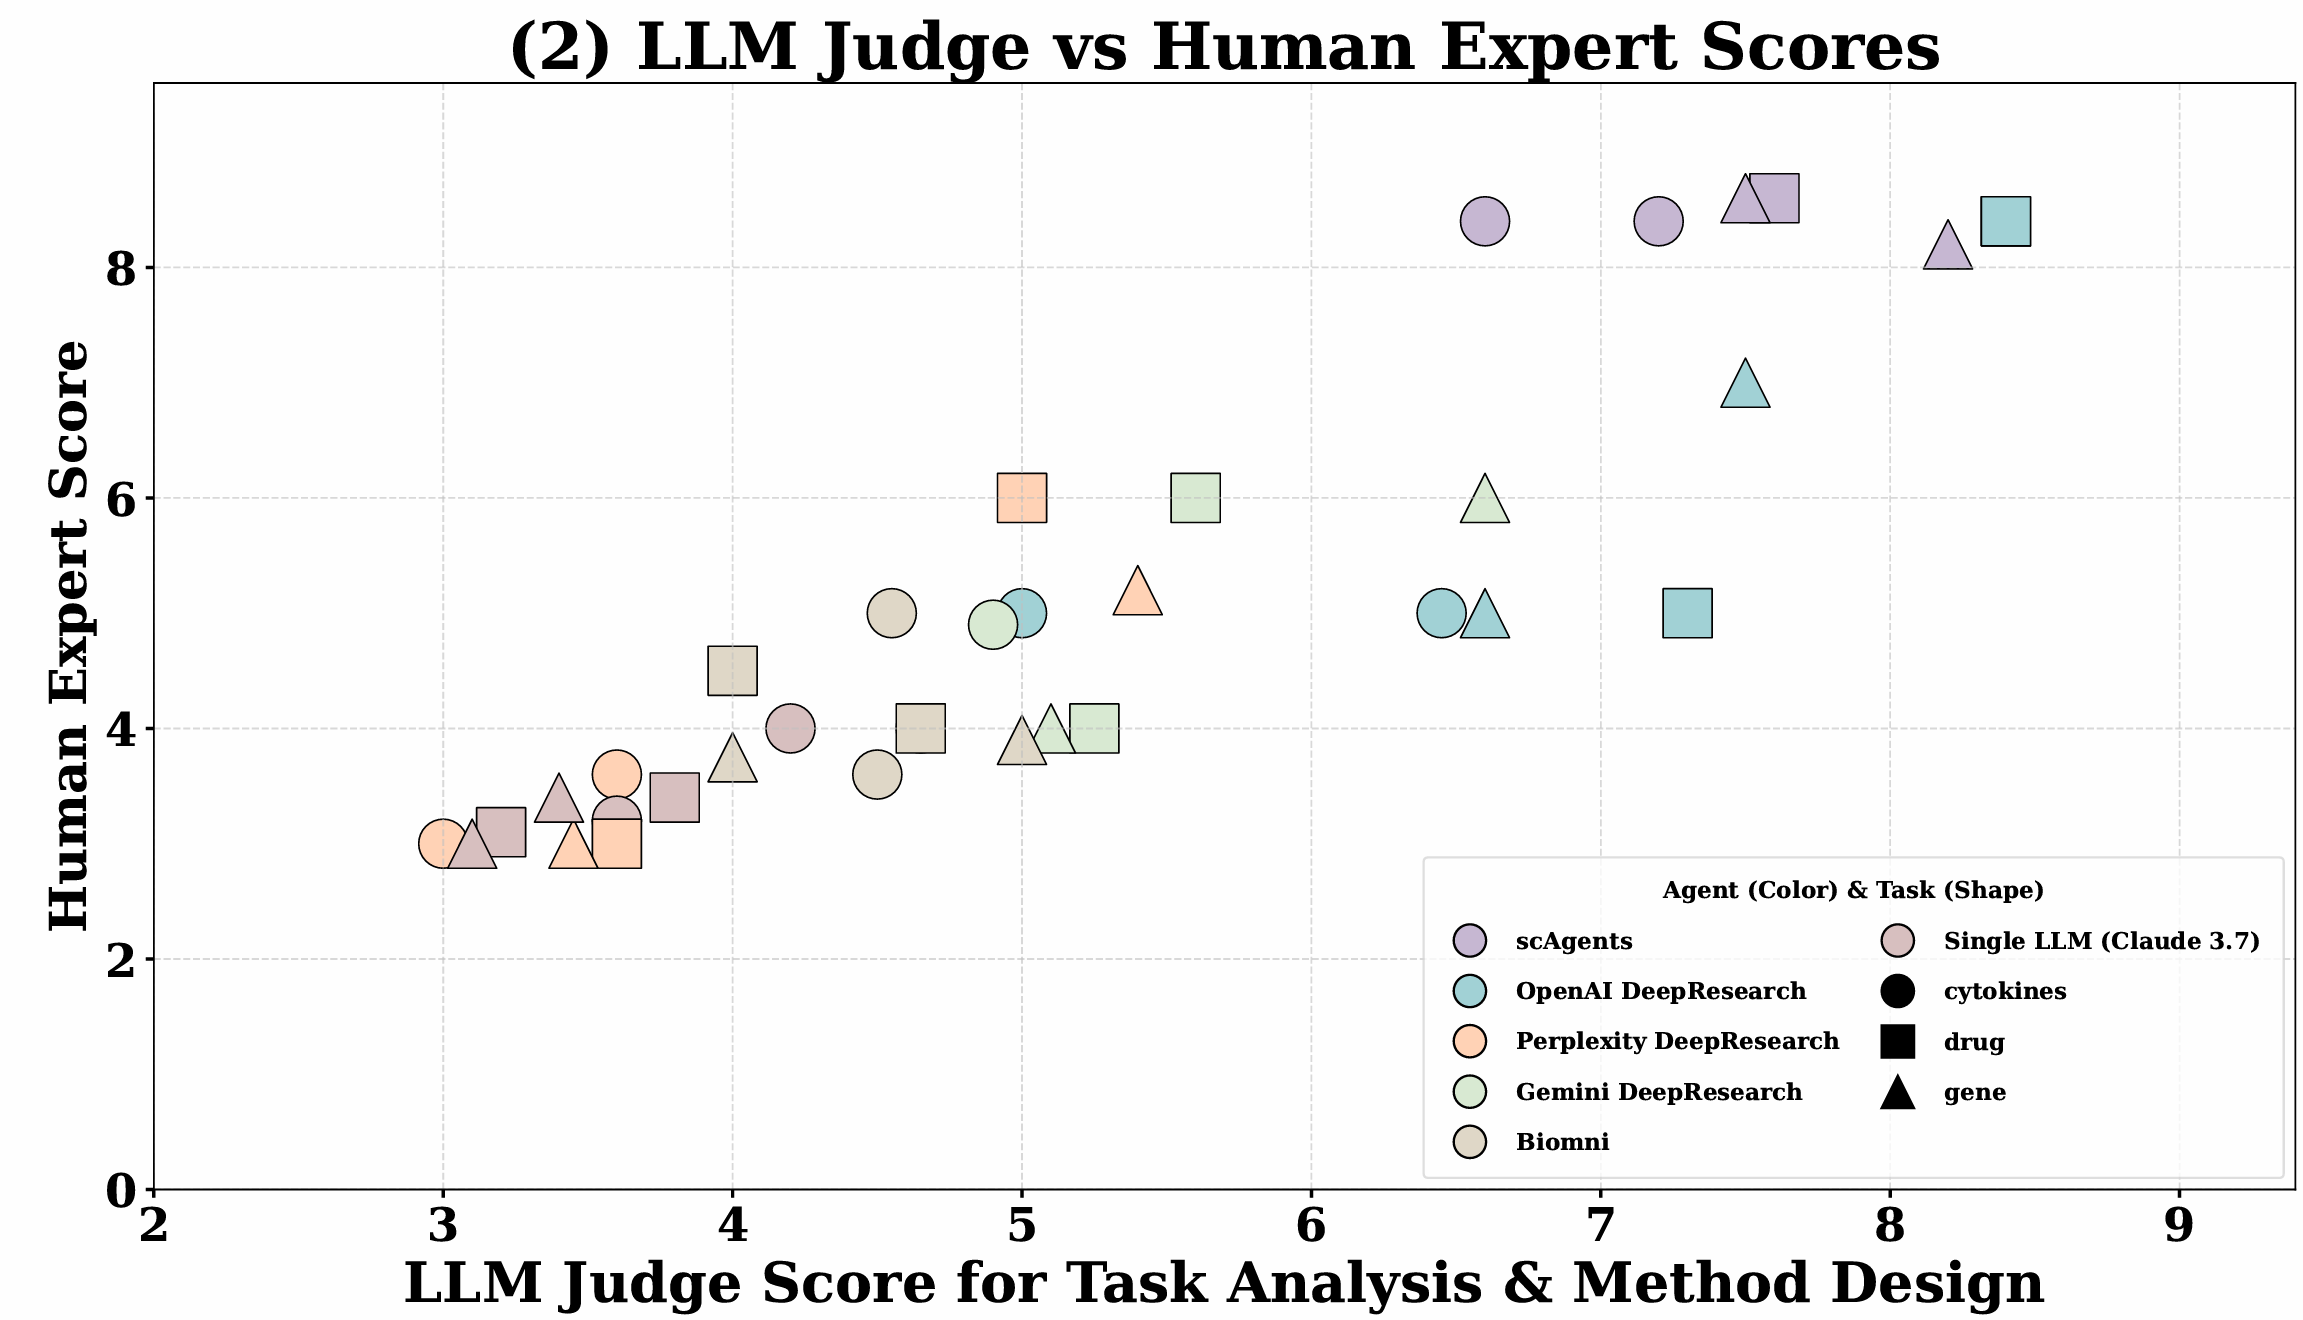 (2) LLM Judge vs Human Expert Scores
Human Expert Score
8
6
4
2
0
2 3 4 5 6 7 8 9
LLM Judge Score for Task Analysis & Method Design
Agent (Color) & Task (Shape)
scAgents
OpenAI DeepResearch
Perplexity DeepResearch
Gemini DeepResearch
Biomni
Single LLM (Claude 3.7)
cytokines
drug
gene